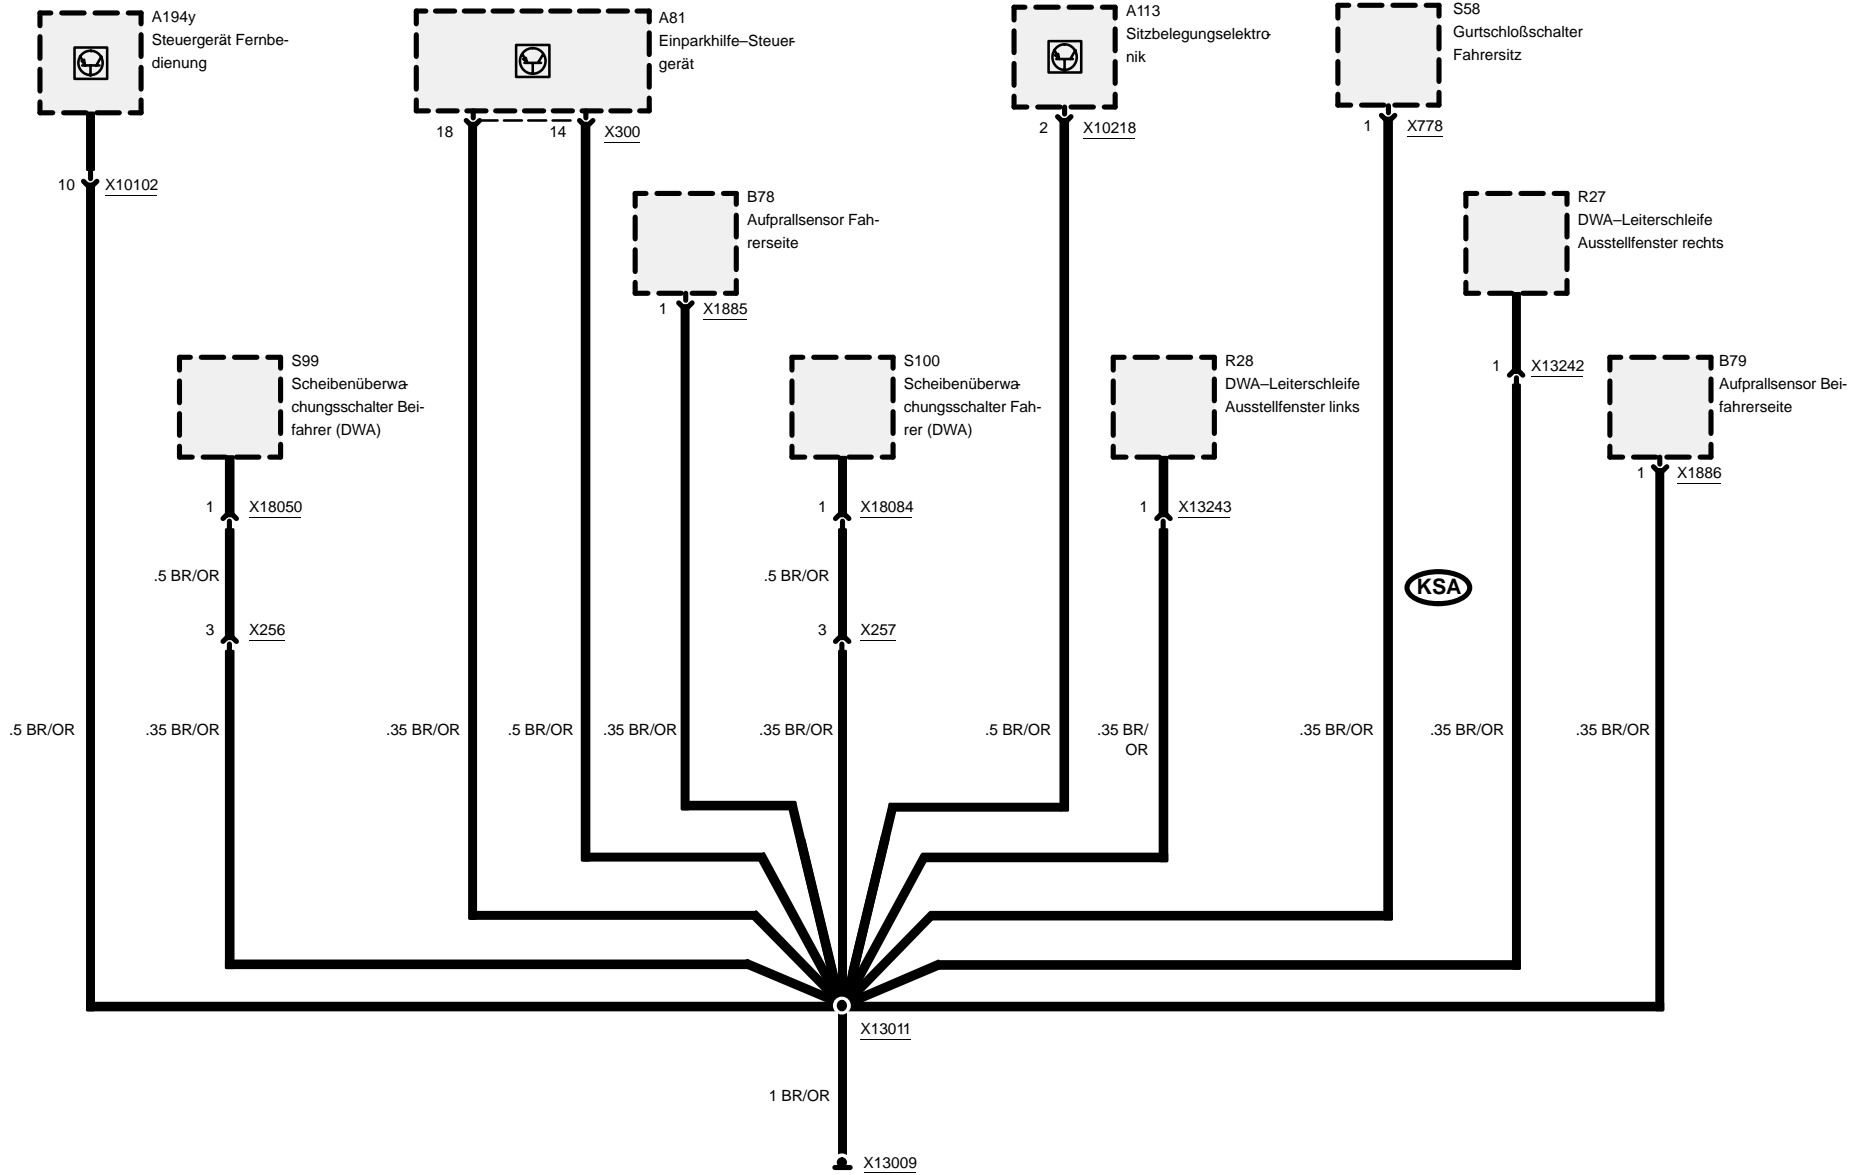 A194y
Steuergerät Fernbe-
dienung
A81
Einparkhilfe–Steuer-
gerät
A113
Sitzbelegungselektro-
nik
S58
Gurtschloßschalter
Fahrersitz
18
14
X300
2
X10218
1
X778
10
X10102
B78
Aufprallsensor Fah-
rerseite
R27
DWA–Leiterschleife
Ausstellfenster rechts
1
X1885
S99
Scheibenüberwa-
chungsschalter Bei-
fahrer (DWA)
S100
Scheibenüberwa-
chungsschalter Fah-
rer (DWA)
R28
DWA–Leiterschleife
Ausstellfenster links
1
X13242
B79
Aufprallsensor Bei-
fahrerseite
1
X1886
1
X18050
1
X18084
1
X13243
.5 BR/OR
.5 BR/OR
KSA
3
X256
3
X257
.5 BR/OR
.35 BR/OR
.35 BR/OR
.5 BR/OR
.35 BR/OR
.35 BR/OR
.5 BR/OR
.35 BR/
OR
.35 BR/OR
.35 BR/OR
.35 BR/OR
X13011
1 BR/OR
X13009